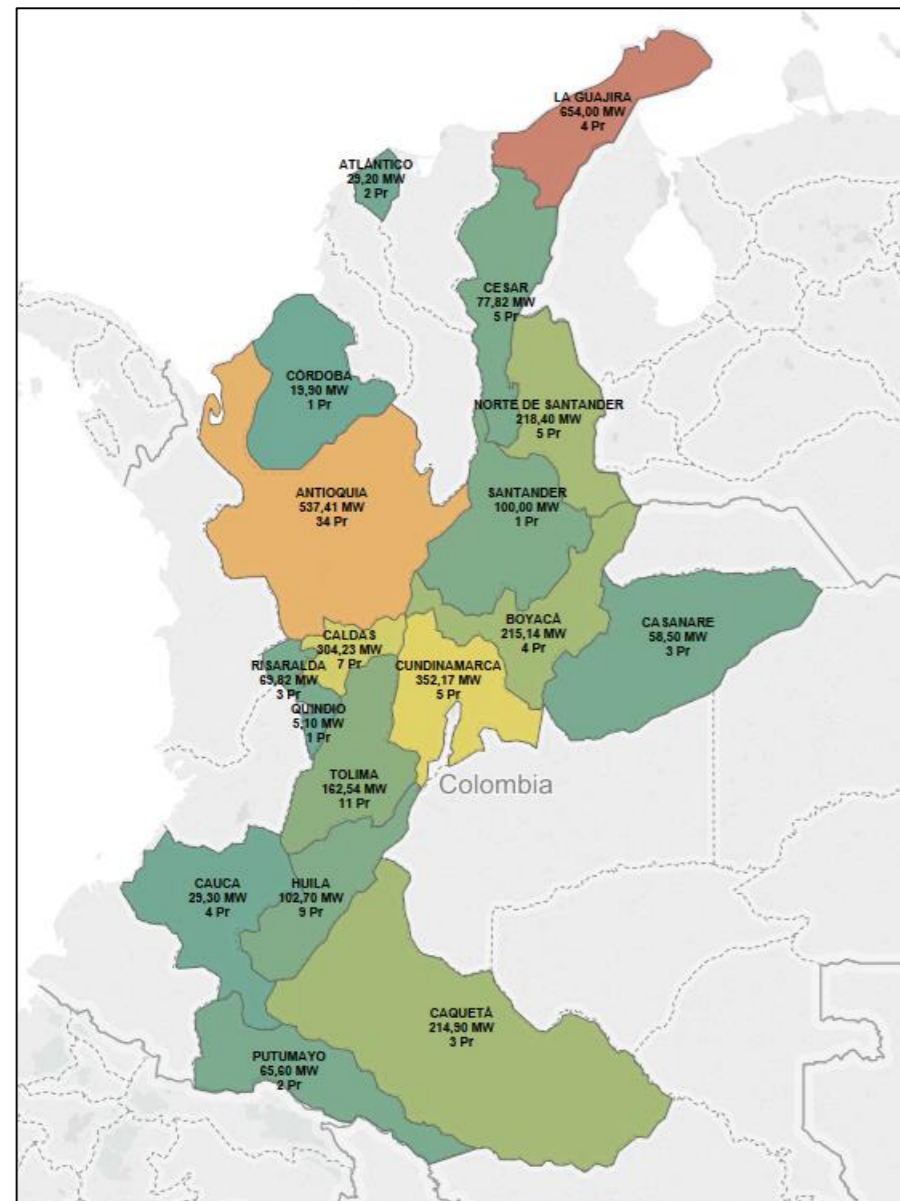 LA GUAJIRA
654,00 MW
4 Pr
ATLÁNTICO
29,20 MW
2 Pr
CESAR
77,82 MW
5 Pr
CÓRDOBA
19,90 MW
1 Pr
NORTE DE SANTANDER
218,40 MW
5 Pr
ANTIOQUIA
537,41 MW
34 Pr
SANTANDER
100,00 MW
1 Pr
BOYACÁ
215,14 MW
4 Pr
CASANARE
58,50 MW
3 Pr
CALDAS
304,23 MW
7 Pr
RISARALDA
69,82 MW
3 Pr
CUNDINAMARCA
352,17 MW
5 Pr
QUINDIO
5,10 MW
1 Pr
TOLIMA
162,54 MW
11 Pr
Colombia
CAUCA
29,30 MW
4 Pr
HUILA
102,70 MW
9 Pr
CAQUETÁ
214,90 MW
3 Pr
PUTUMAYO
65,60 MW
2 Pr